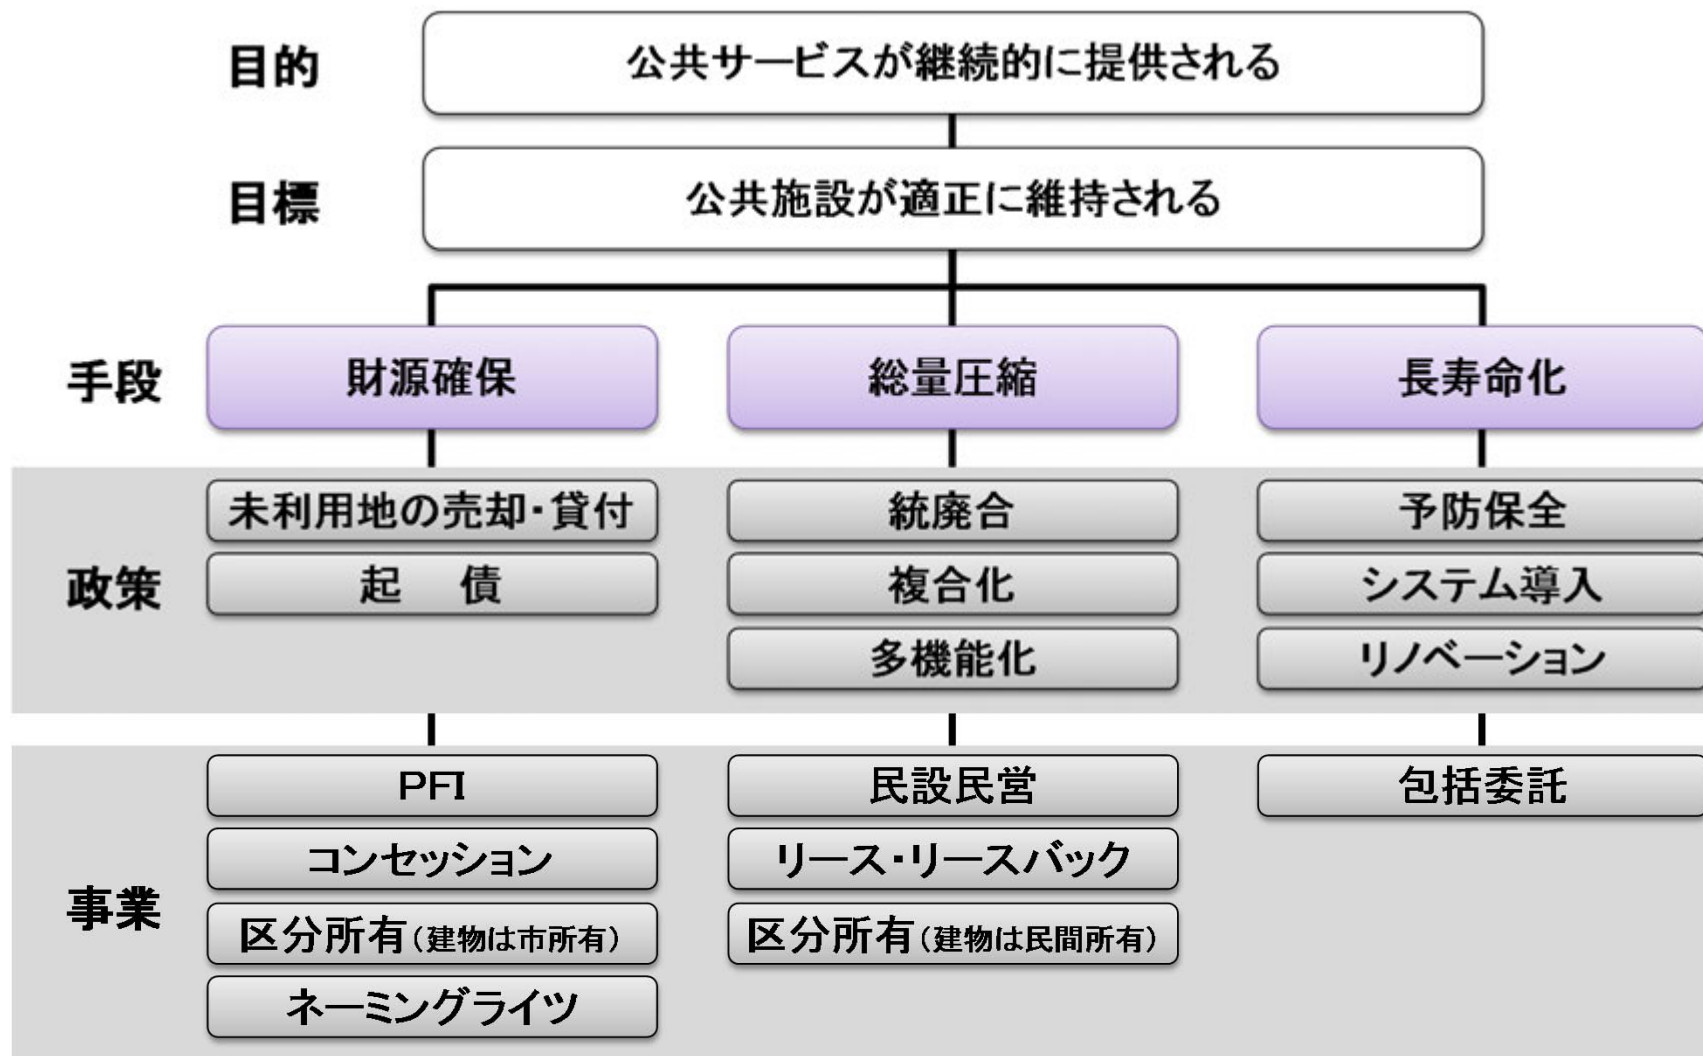 目的
公共サービスが継続的に提供される
目標
公共施設が適正に維持される
手段
財源確保
総量圧縮
長寿命化
政策
未利用地の売却・貸付
起　債
統廃合
複合化
多機能化
予防保全
システム導入
リノベーション
事業
PFI
コンセッション
区分所有（建物は市所有）
ネーミングライツ
民設民営
リース・リースバック
区分所有（建物は民間所有）
包括委託